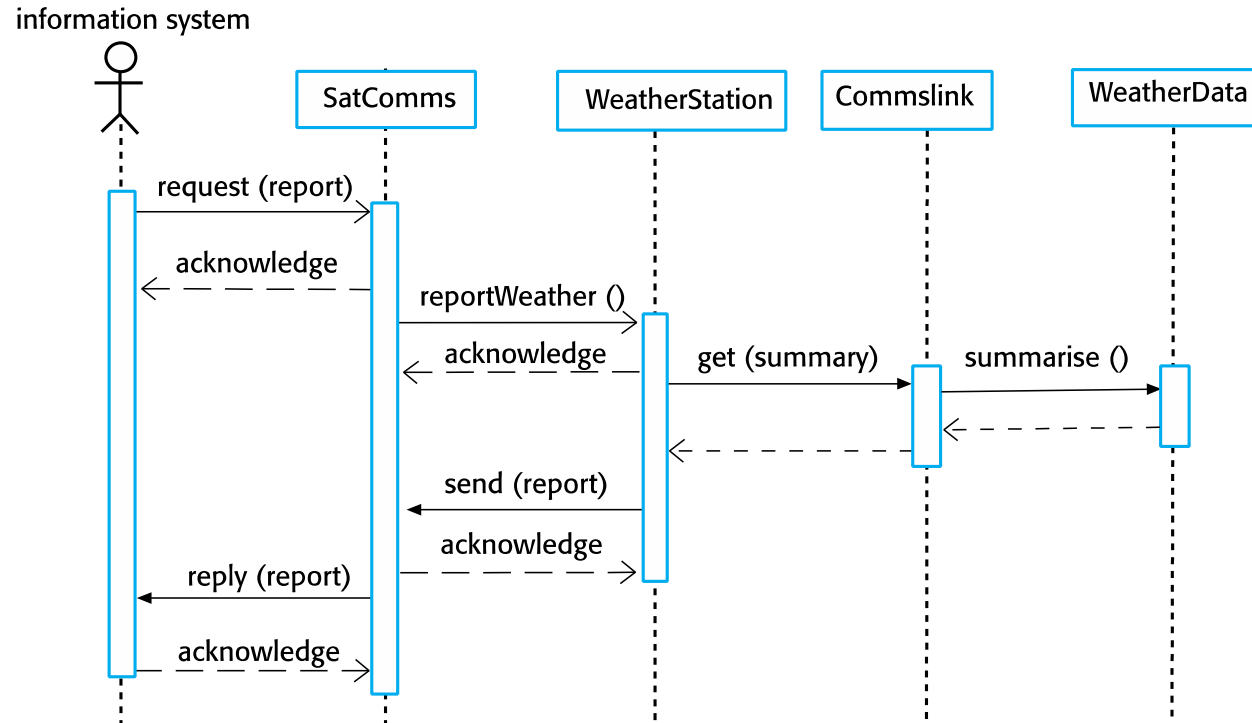 information system
SatComms
WeatherStation
Commslink
WeatherData
request (report)
acknowledge
reportWeather ()
acknowledge
get (summary)
summarise ()
send (report)
acknowledge
reply (report)
acknowledge